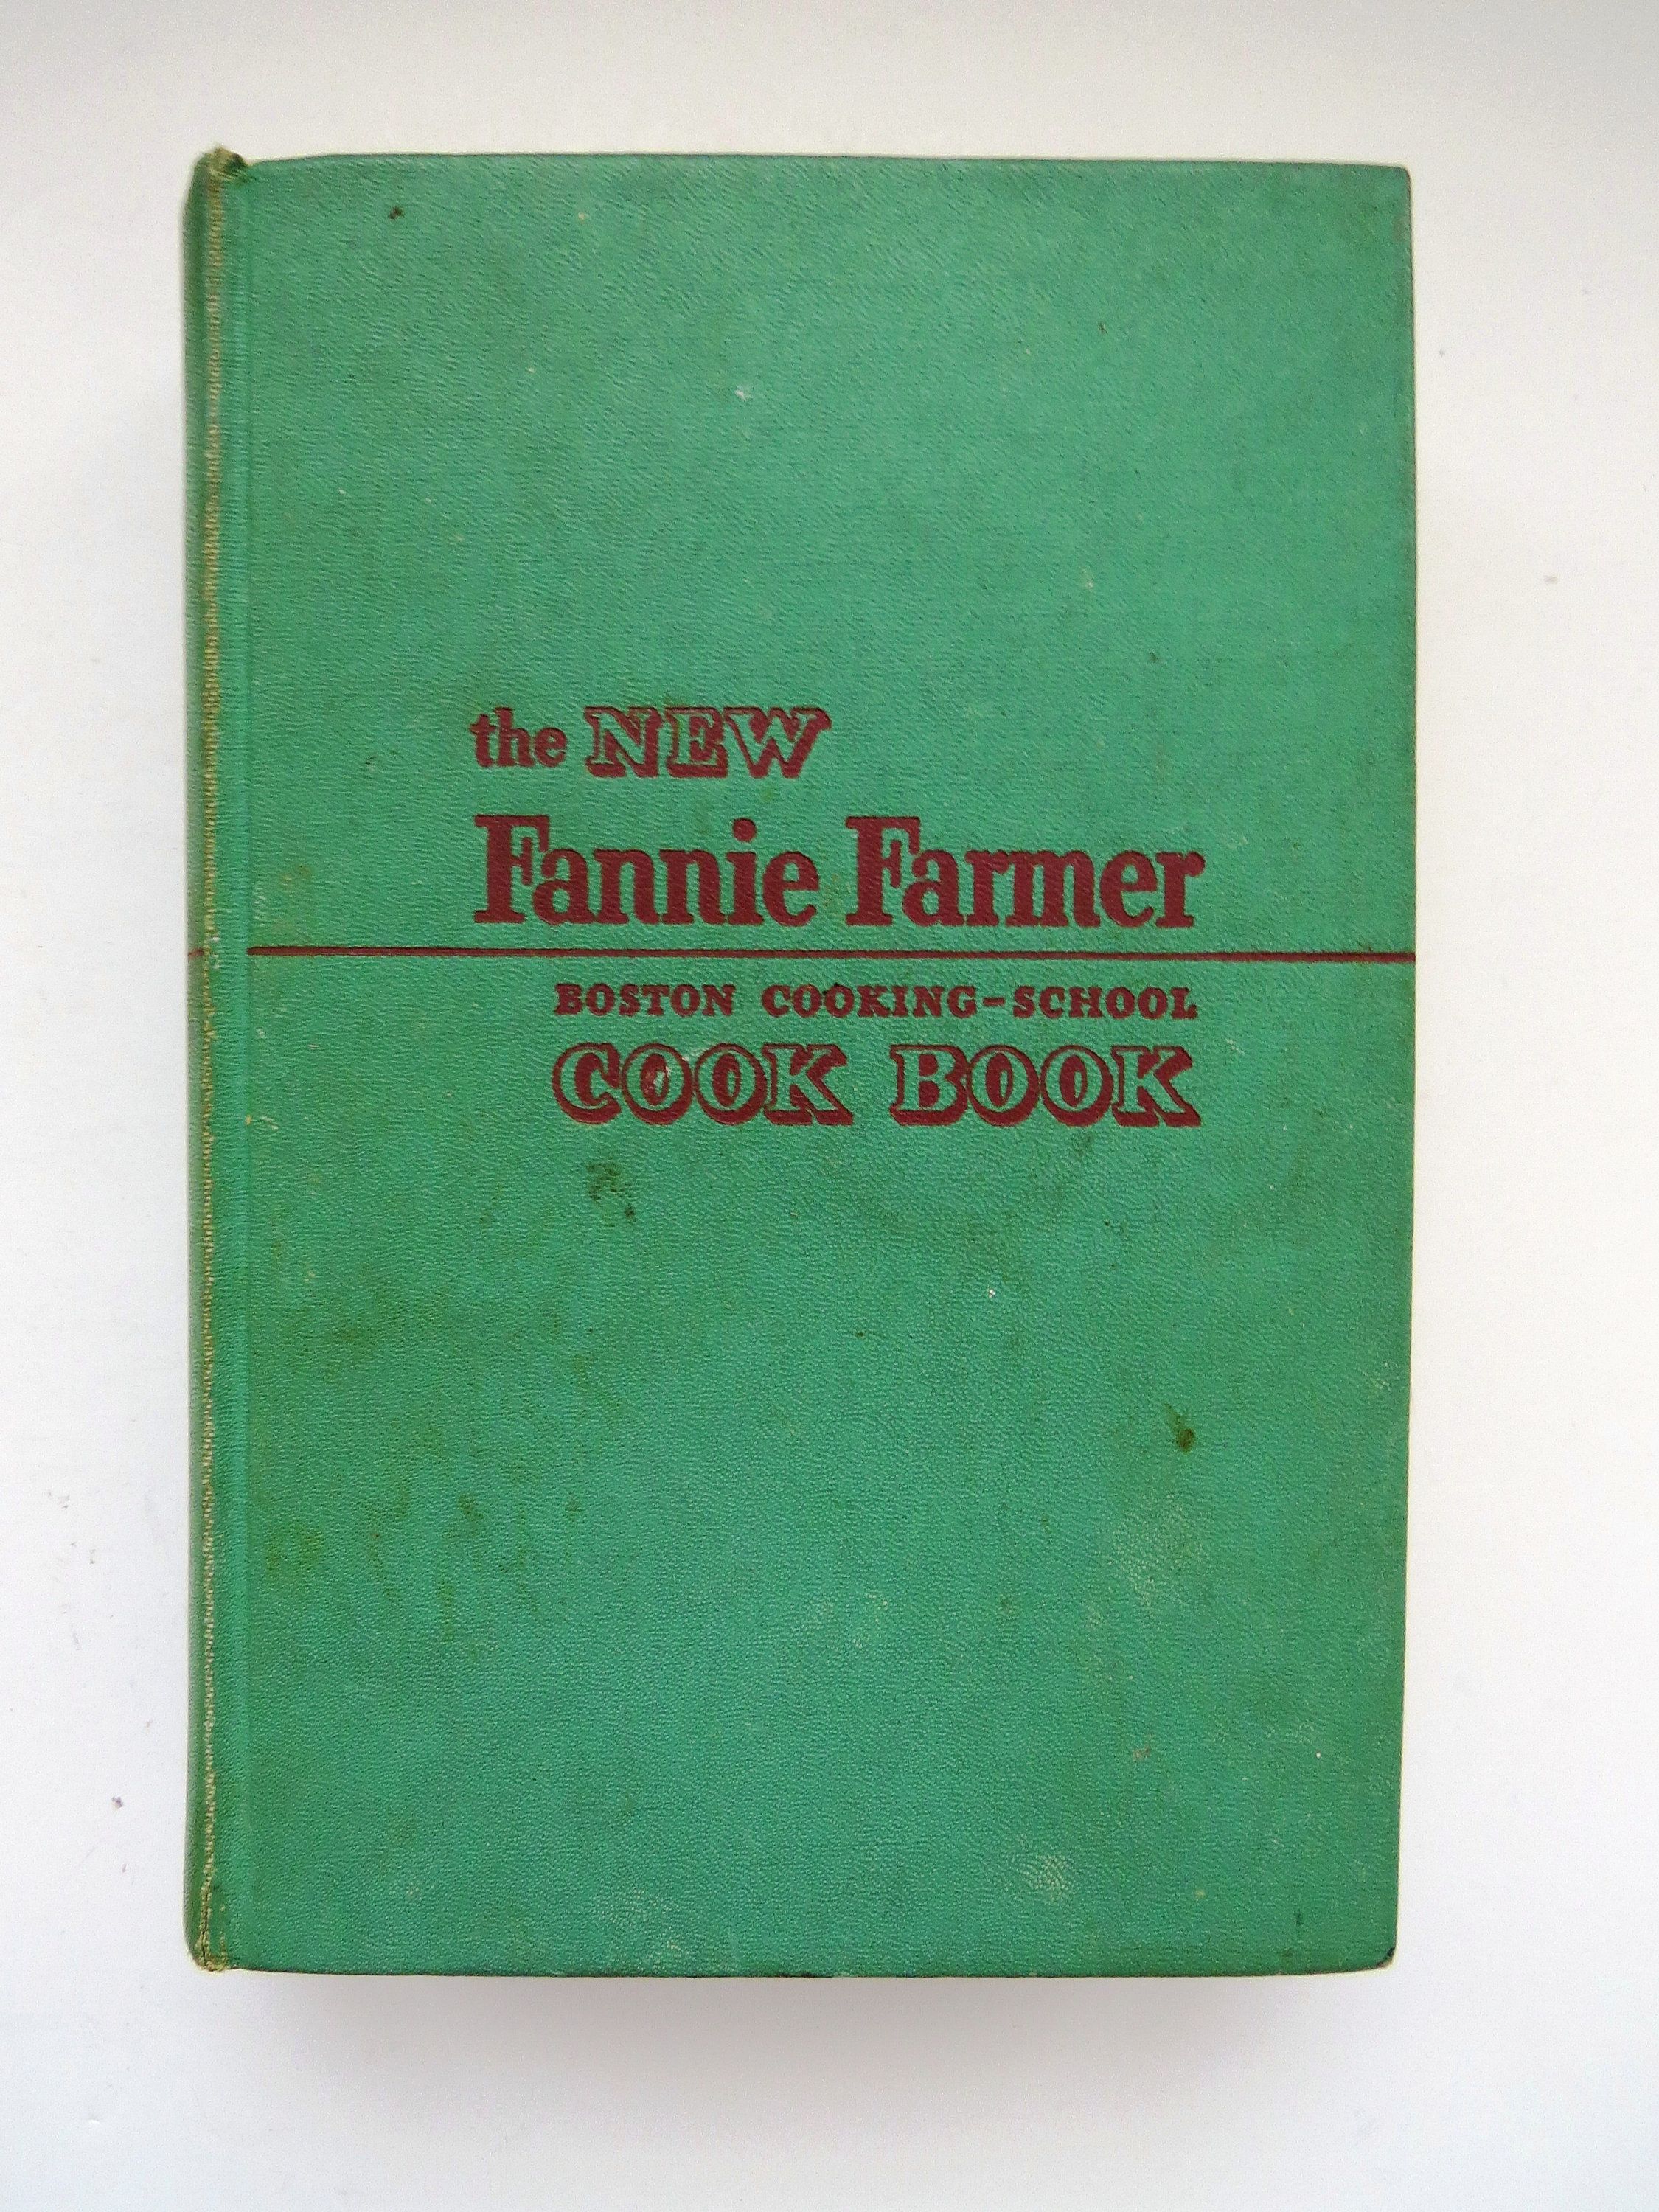 the NEW
Fannie Farmer
BOSTON COOKING-SCHOOL
COOK BOOK